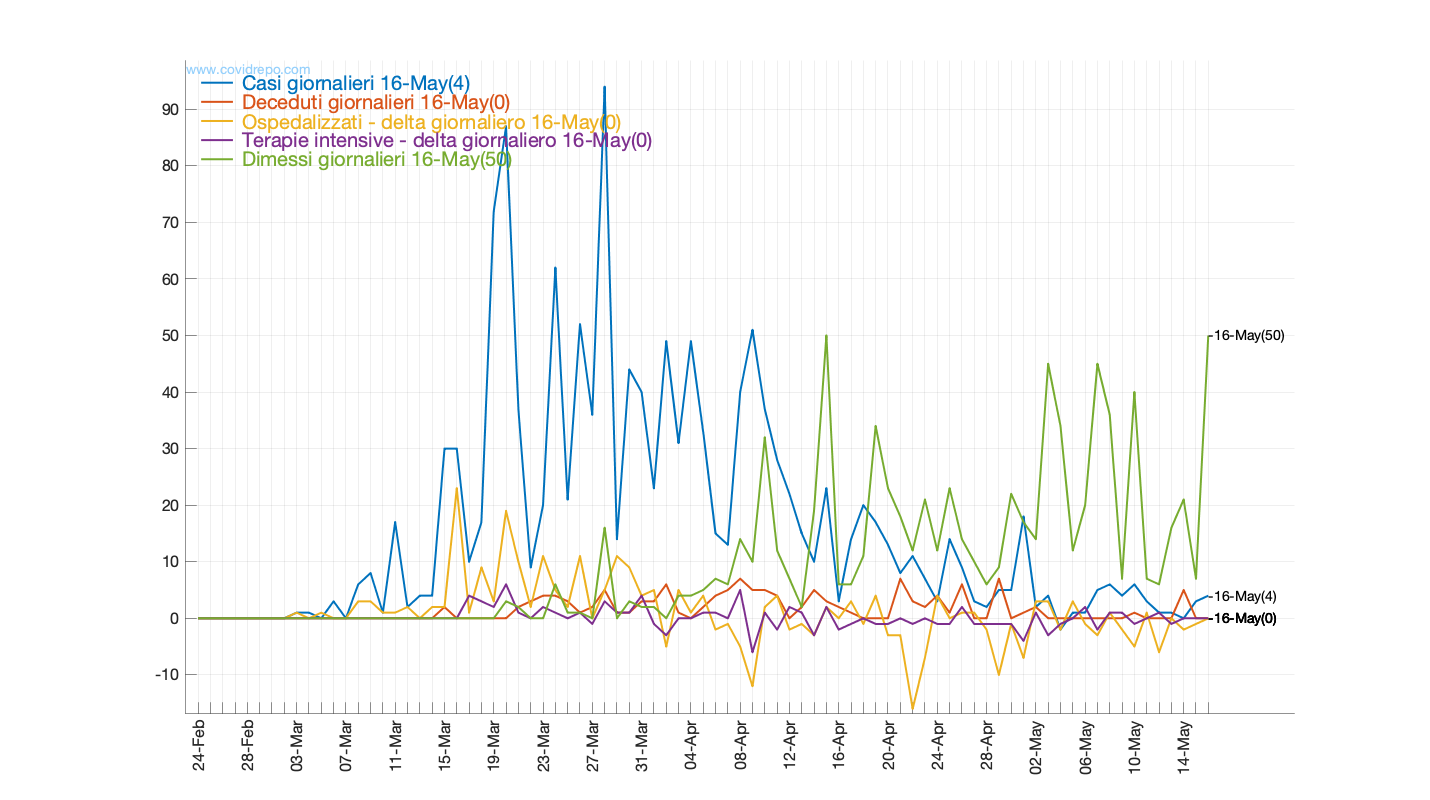 www.covidrepo.com
Casi giornalieri 16-May(4)
Deceduti giornalieri 16-May(0)
Ospedalizzati - delta giornaliero 16-May(0)
Terapie intensive - delta giornaliero 16-May(0)
Dimessi giornalieri 16-May(50)
90
80
70
60
50
40
30
20
10
0
-10
16-May(50)
16-May(4)
16-May(0)
24-Feb
28-Feb
03-Mar
07-Mar
11-Mar
15-Mar
19-Mar
23-Mar
27-Mar
31-Mar
04-Apr
08-Apr
12-Apr
16-Apr
20-Apr
24-Apr
28-Apr
02-May
06-May
10-May
14-May